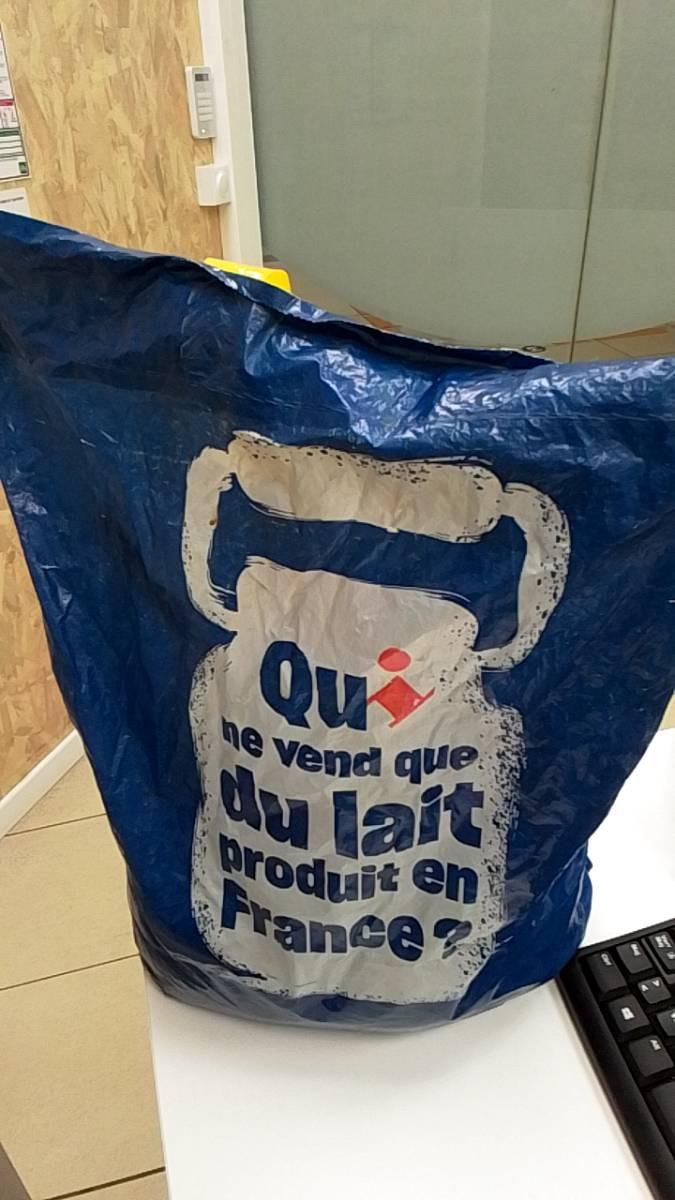 Qui
ne vend que
du lait
produit en
France ?